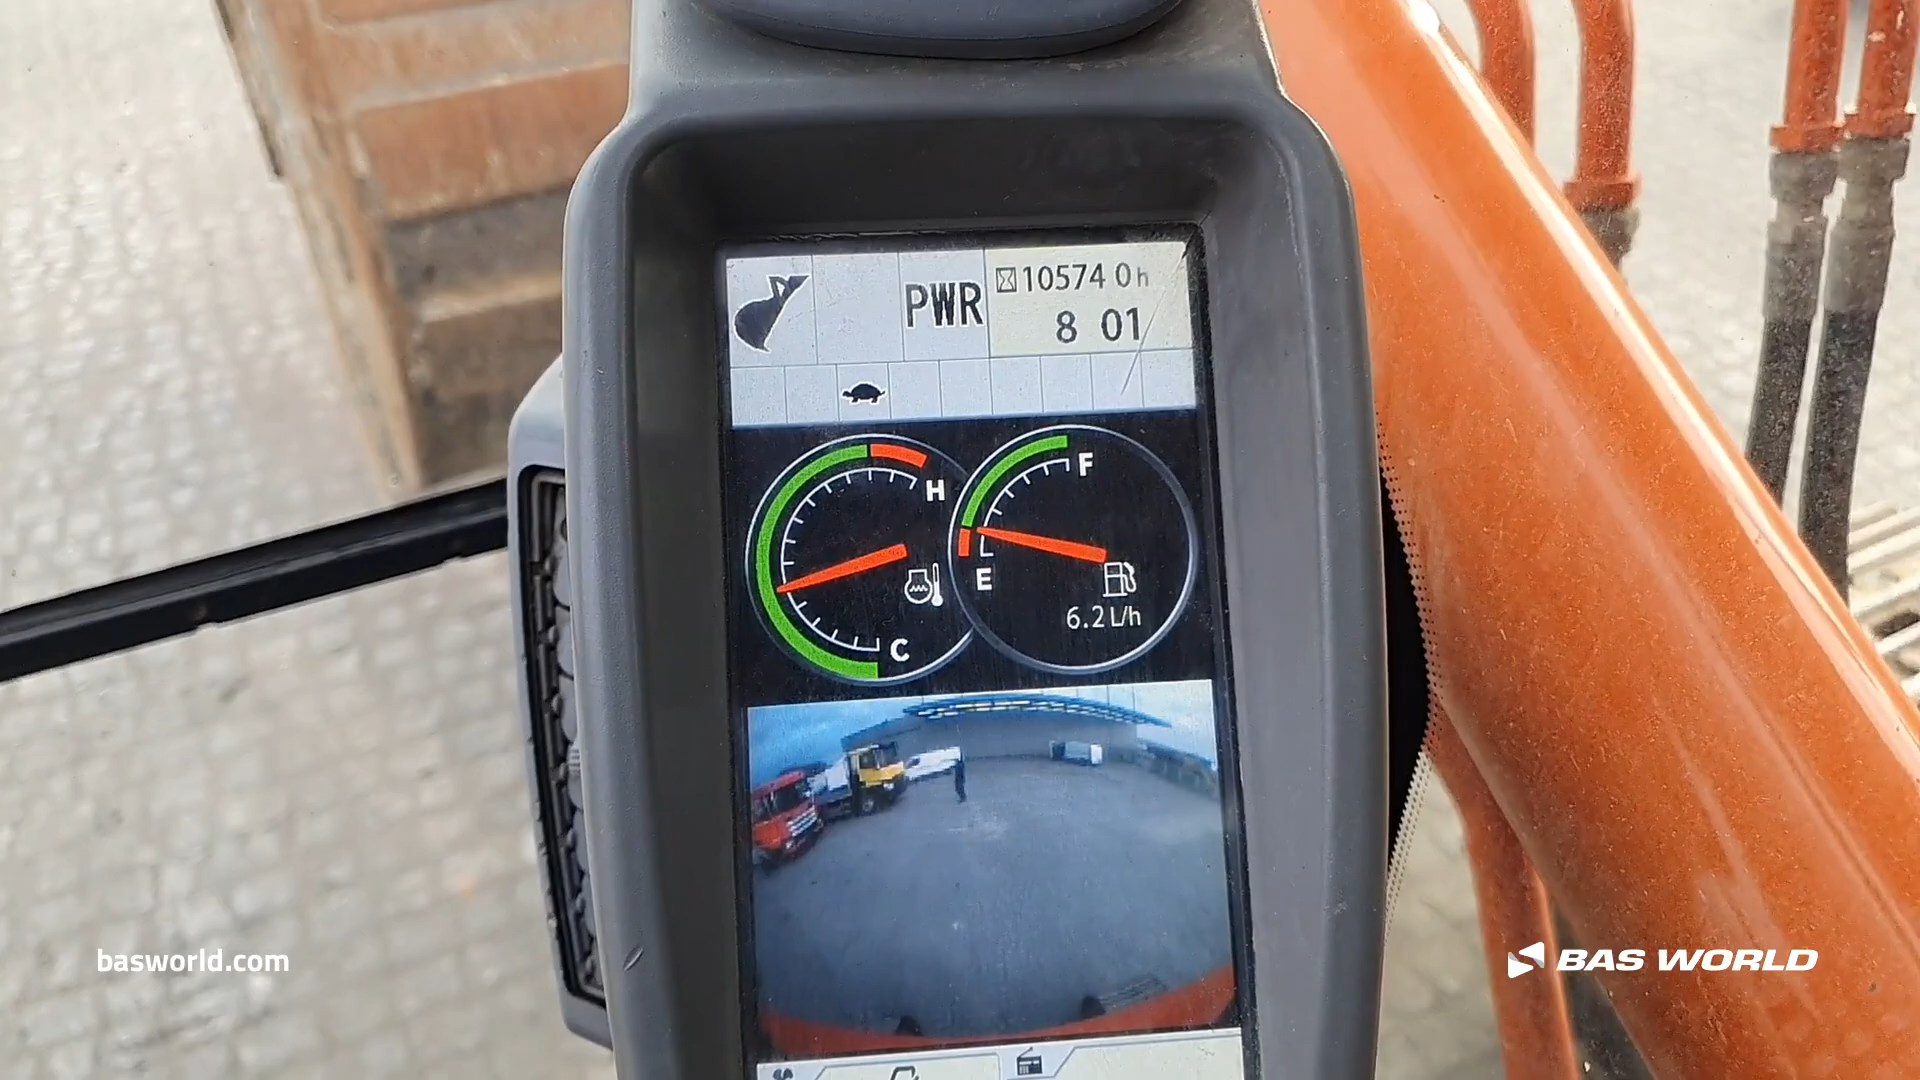 PWR
10574 0h
8 01
H
F
E
C
6.2 L/h
basworld.com
BAS WORLD